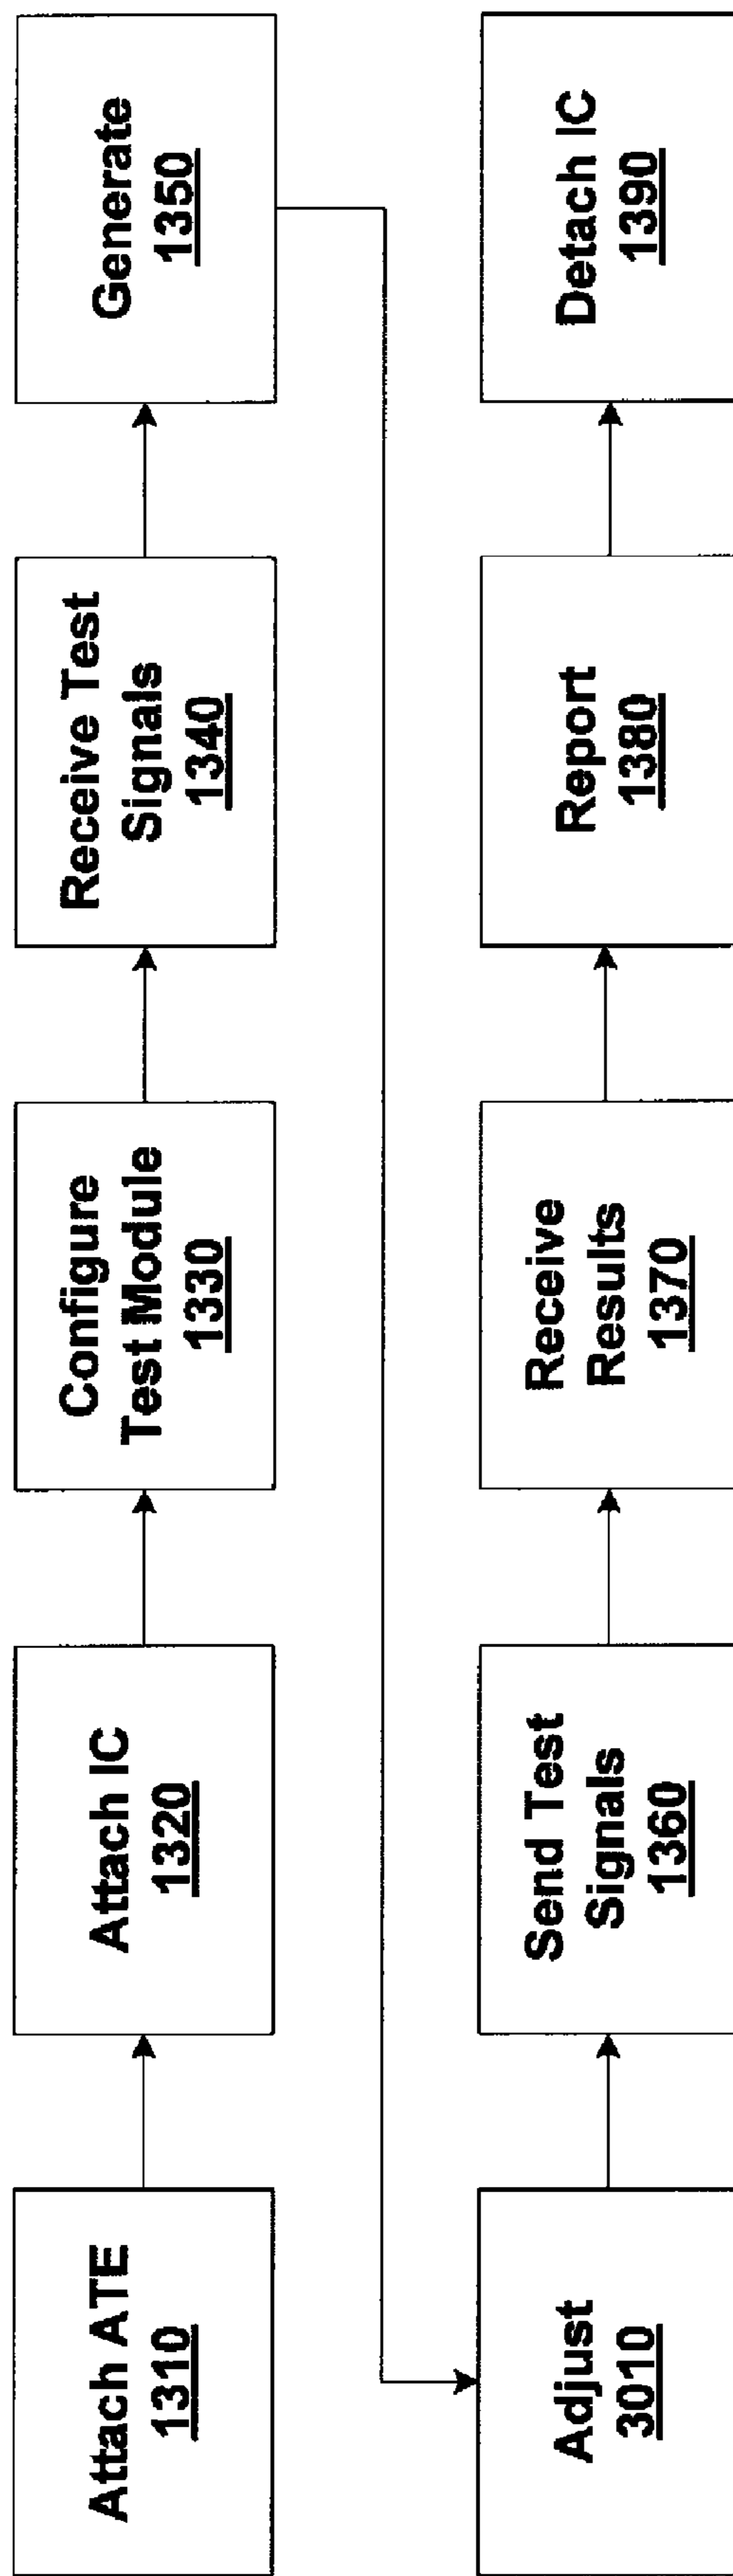 Attach ATE
1310
Attach IC
1320
Configure
Test Module
1330
Receive Test
Signals
1340
Generate
1350
Adjust
3010
Send Test
Signals
1360
Receive
Results
1370
Report
1380
Detach IC
1390